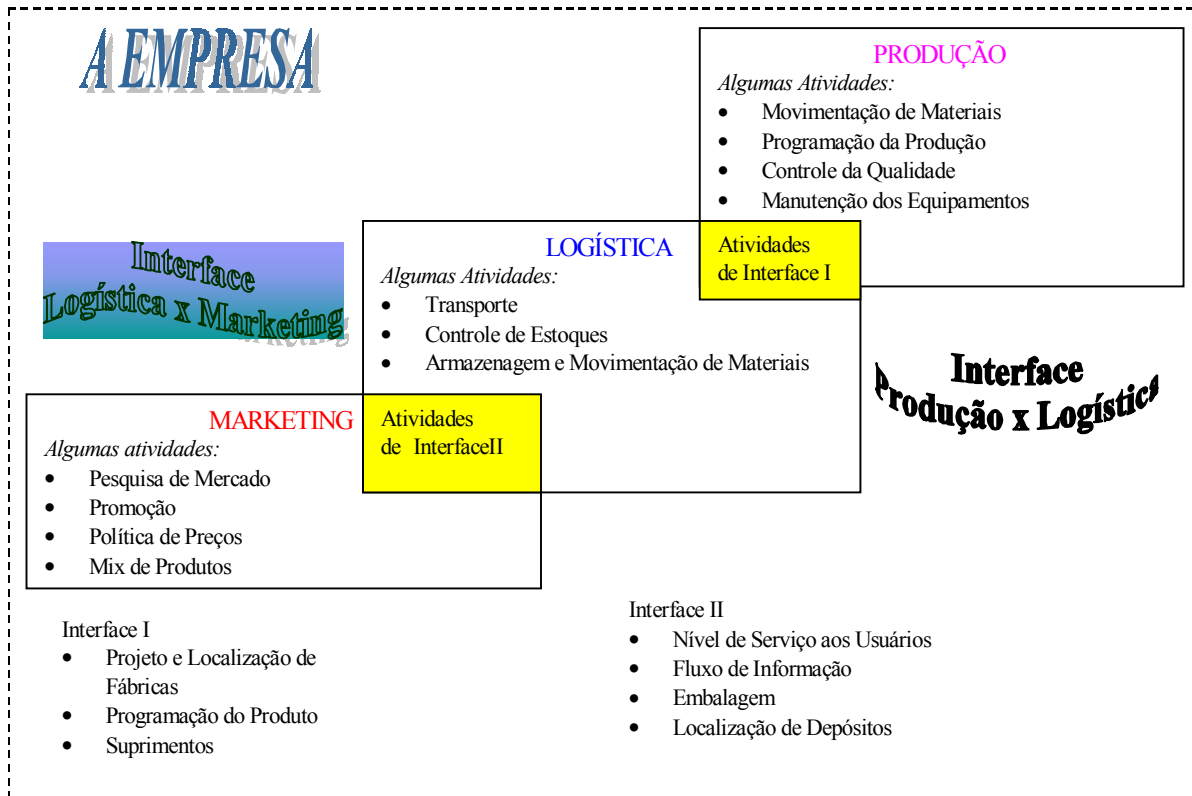 A EMPRESA
PRODUÇÃO
Algumas Atividades:
• Movimentação de Materiais
• Programação da Produção
• Controle da Qualidade
• Manutenção dos Equipamentos
LOGÍSTICA
Algumas Atividades:
• Transporte
• Controle de Estoques
• Armazenagem e Movimentação de Materiais
Atividades
de Interface I
Interface
Logística x Marketing
Interface
Produção x Logística
MARKETING
Algumas atividades:
• Pesquisa de Mercado
• Promoção
• Política de Preços
• Mix de Produtos
Atividades
de InterfaceII
Interface I
• Projeto e Localização de
Fábricas
• Programação do Produto
• Suprimentos
Interface II
• Nível de Serviço aos Usuários
• Fluxo de Informação
• Embalagem
• Localização de Depósitos